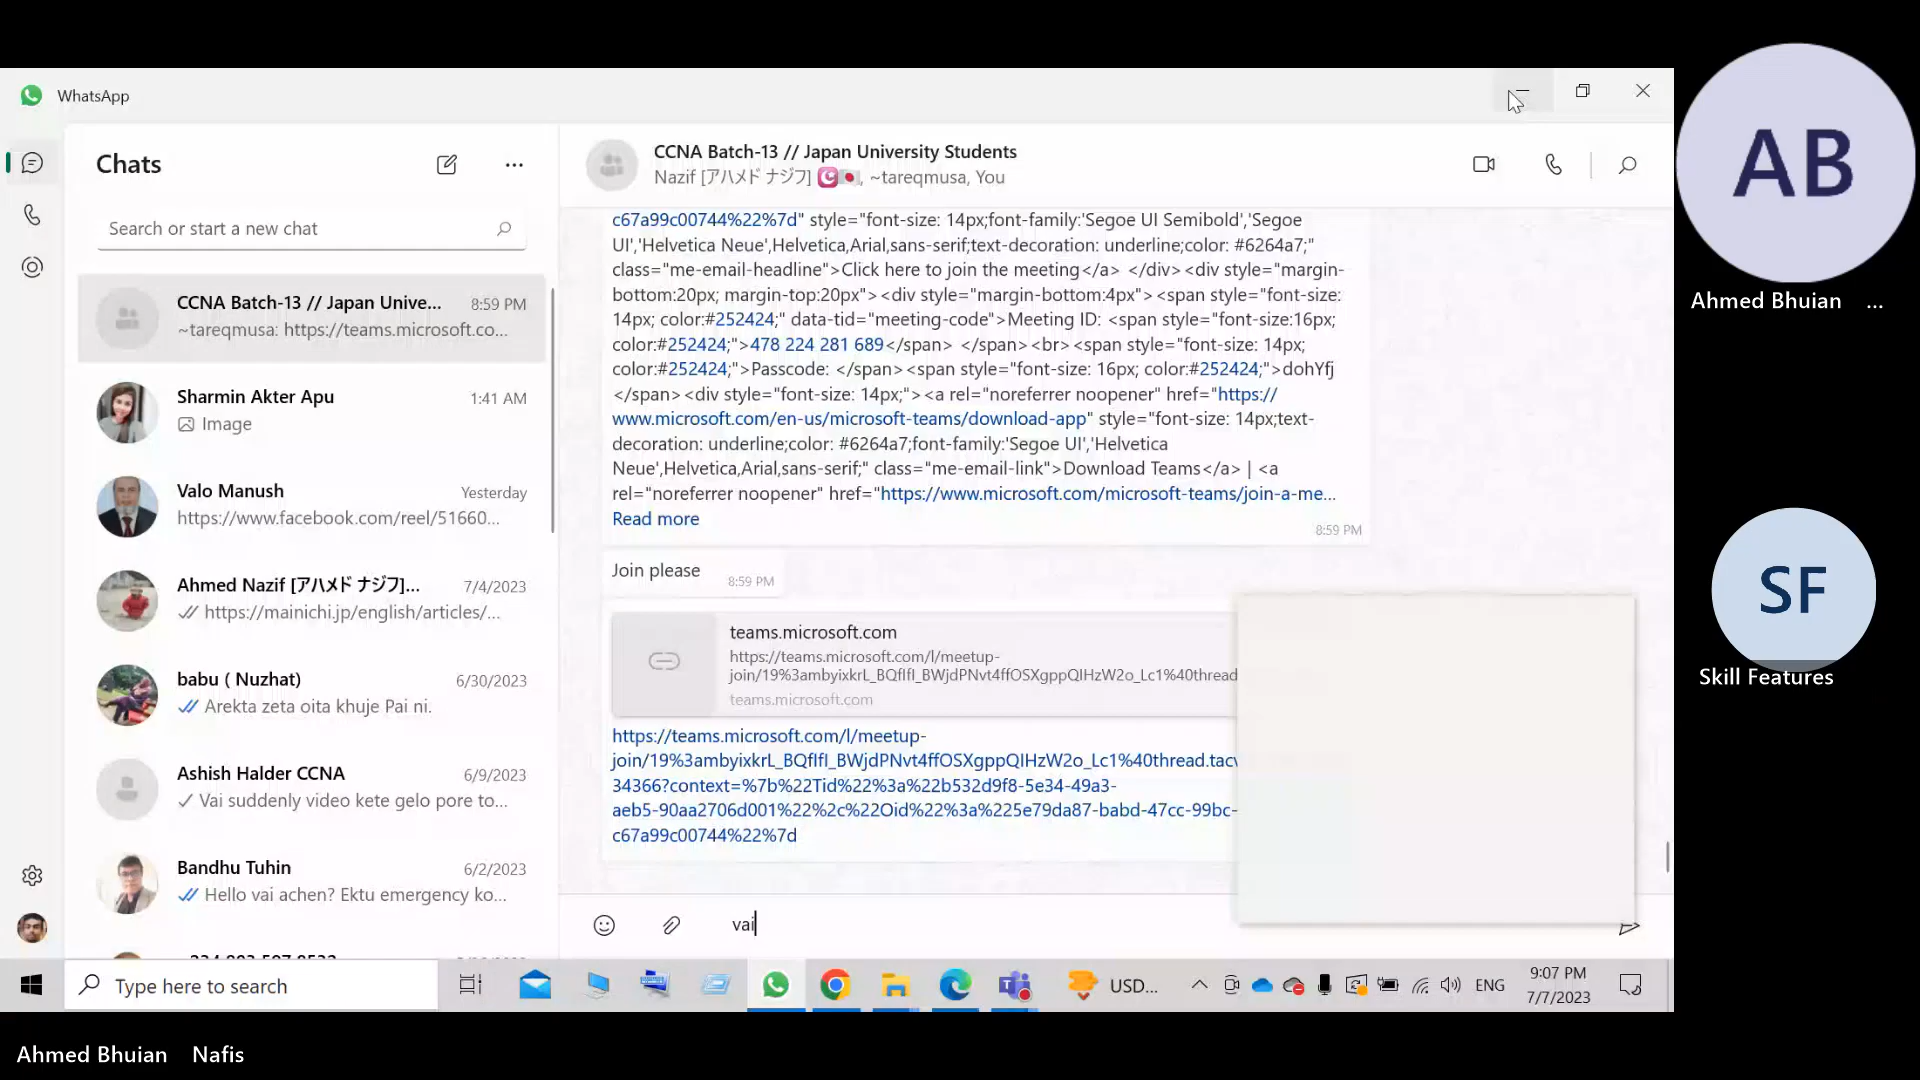 WhatsApp
Chats
Search or start a new chat
CCNA Batch-13 // Japan Unive... 8:59 PM
~tareqmusa: https://teams.microsoft.co...
Sharmin Akter Apu 1:41 AM
Image
Valo Manush Yesterday
https://www.facebook.com/reel/51660...
Ahmed Nazif [アハメド ナジフ]... 7/4/2023
https://mainichi.jp/english/articles/...
babu ( Nuzhat) 6/30/2023
Arekta zeta oita khuje Pai ni.
Ashish Halder CCNA 6/9/2023
Vai suddenly video kete gelo pore to...
Bandhu Tuhin 6/2/2023
Hello vai achen? Ektu emergency ko...
CCNA Batch-13 // Japan University Students
Nazif [アハメド ナジフ] ☪🇯🇵, ~tareqmusa, You
c67a99c00744%22%7d" style="font-size: 14px;font-family:'Segoe UI Semibold','Segoe
UI','Helvetica Neue',Helvetica,Arial,sans-serif;text-decoration: underline;color: #6264a7;"
class="me-email-headline">Click here to join the meeting</a> </div><div style="margin-
bottom:20px; margin-top:20px"><div style="margin-bottom:4px"><span style="font-size:
14px; color:#252424;" data-tid="meeting-code">Meeting ID: <span style="font-size:16px;
color:#252424;">478 224 281 689</span> </span><br><span style="font-size: 14px;
color:#252424;">Passcode: </span><span style="font-size: 16px; color:#252424;">dohYfj
</span><div style="font-size: 14px;"><a rel="noreferrer noopener" href="https://
www.microsoft.com/en-us/microsoft-teams/download-app" style="font-size: 14px;text-
decoration: underline;color: #6264a7;font-family:'Segoe UI','Helvetica
Neue',Helvetica,Arial,sans-serif;" class="me-email-link">Download Teams</a> | <a
rel="noreferrer noopener" href="https://www.microsoft.com/microsoft-teams/join-a-me...
Read more
8:59 PM
Join please 8:59 PM
teams.microsoft.com
https://teams.microsoft.com/l/meetup-
join/19%3ambyixkrL_BQfIfI_BWjdPNvt4ffOSXgppQIHzW2o_Lc1%40thread
teams.microsoft.com
https://teams.microsoft.com/l/meetup-
join/19%3ambyixkrL_BQfIfI_BWjdPNvt4ffOSXgppQIHzW2o_Lc1%40thread.tacv
34366?context=%7b%22Tid%22%3a%22b532d9f8-5e34-49a3-
aeb5-90aa2706d001%22%2c%22Oid%22%3a%225e79da87-babd-47cc-99bc-
c67a99c00744%22%7d
vai
Type here to search
USD...
ENG
9:07 PM
7/7/2023
AB
Ahmed Bhuian ...
SF
Skill Features
Ahmed Bhuian Nafis